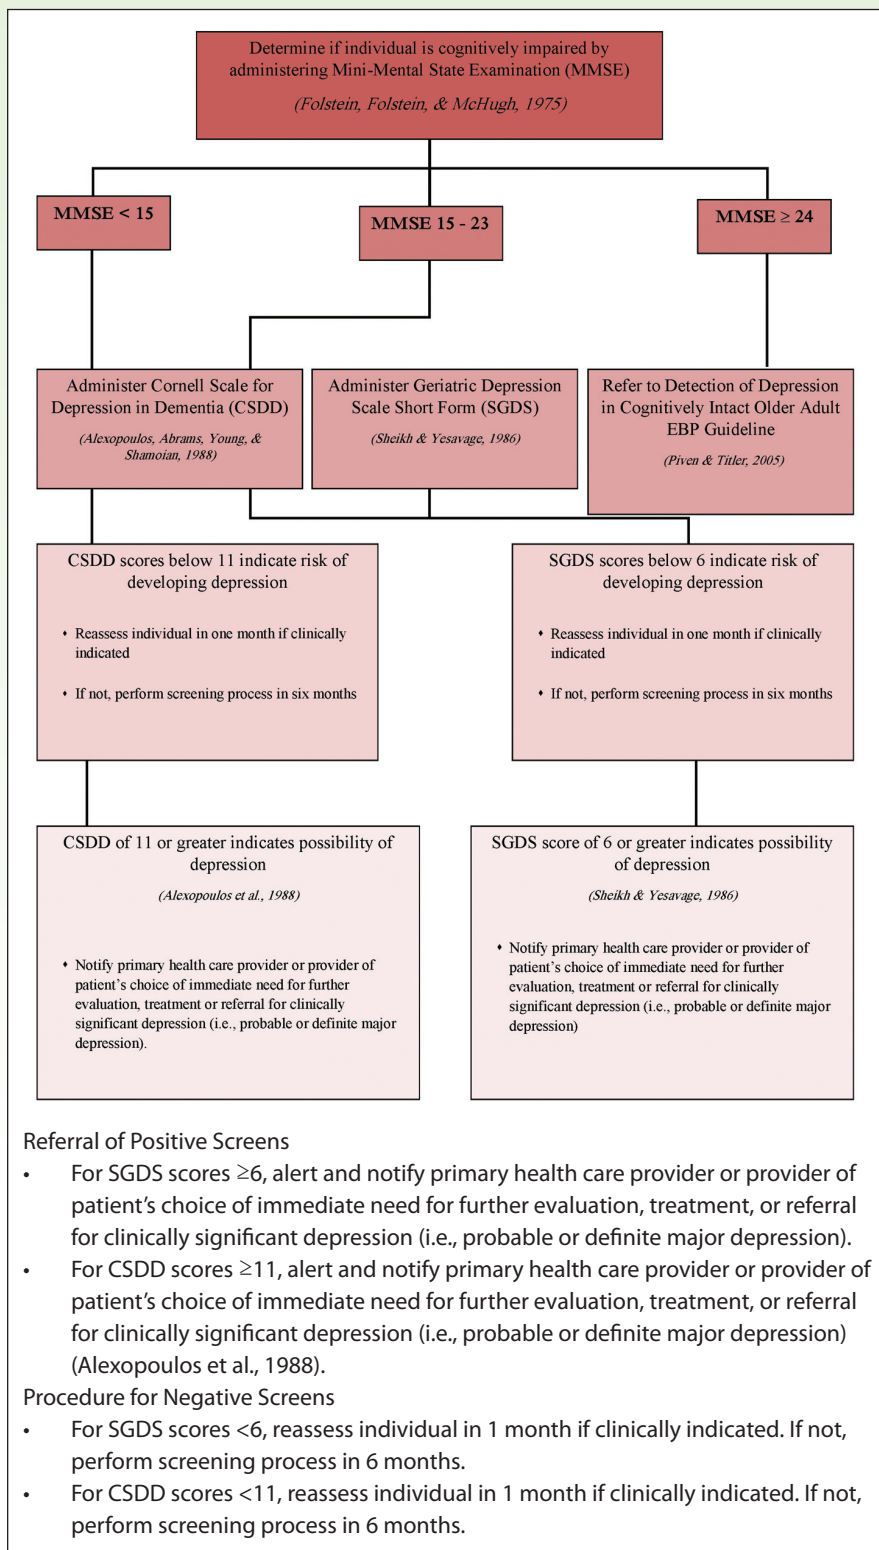 Determine if individual is cognitively impaired by
administering Mini-Mental State Examination (MMSE)
(Folstein, Folstein, & McHugh, 1975)
MMSE < 15
MMSE 15 - 23
MMSE ≥ 24
Administer Cornell Scale for
Depression in Dementia (CSDD)
(Alexopoulos, Abrams, Young, &
Shamoian, 1988)
Administer Geriatric Depression
Scale Short Form (SGDS)
(Sheikh & Yesavage, 1986)
Refer to Detection of Depression
in Cognitively Intact Older Adult
EBP Guideline
(Piven & Titler, 2005)
CSDD scores below 11 indicate risk of
developing depression
♦ Reassess individual in one month if clinically
indicated
♦ If not, perform screening process in six months
SGDS scores below 6 indicate risk of
developing depression
♦ Reassess individual in one month if clinically
indicated
♦ If not, perform screening process in six months
CSDD of 11 or greater indicates possibility of
depression
(Alexopoulos et al., 1988)
♦ Notify primary health care provider or provider of
patient's choice of immediate need for further
evaluation, treatment or referral for clinically
significant depression (i.e., probable or definite major
depression).
SGDS score of 6 or greater indicates possibility
of depression
(Sheikh & Yesavage, 1986)
♦ Notify primary health care provider or provider of
patient's choice of immediate need for further
evaluation, treatment or referral for clinically
significant depression (i.e., probable or definite major
depression)
Referral of Positive Screens
• For SGDS scores ≥6, alert and notify primary health care provider or provider of
patient's choice of immediate need for further evaluation, treatment, or referral
for clinically significant depression (i.e., probable or definite major depression).
• For CSDD scores ≥11, alert and notify primary health care provider or provider of
patient's choice of immediate need for further evaluation, treatment, or referral
for clinically significant depression (i.e., probable or definite major depression)
(Alexopoulos et al., 1988).
Procedure for Negative Screens
• For SGDS scores <6, reassess individual in 1 month if clinically indicated. If not,
perform screening process in 6 months.
• For CSDD scores <11, reassess individual in 1 month if clinically indicated. If not,
perform screening process in 6 months.